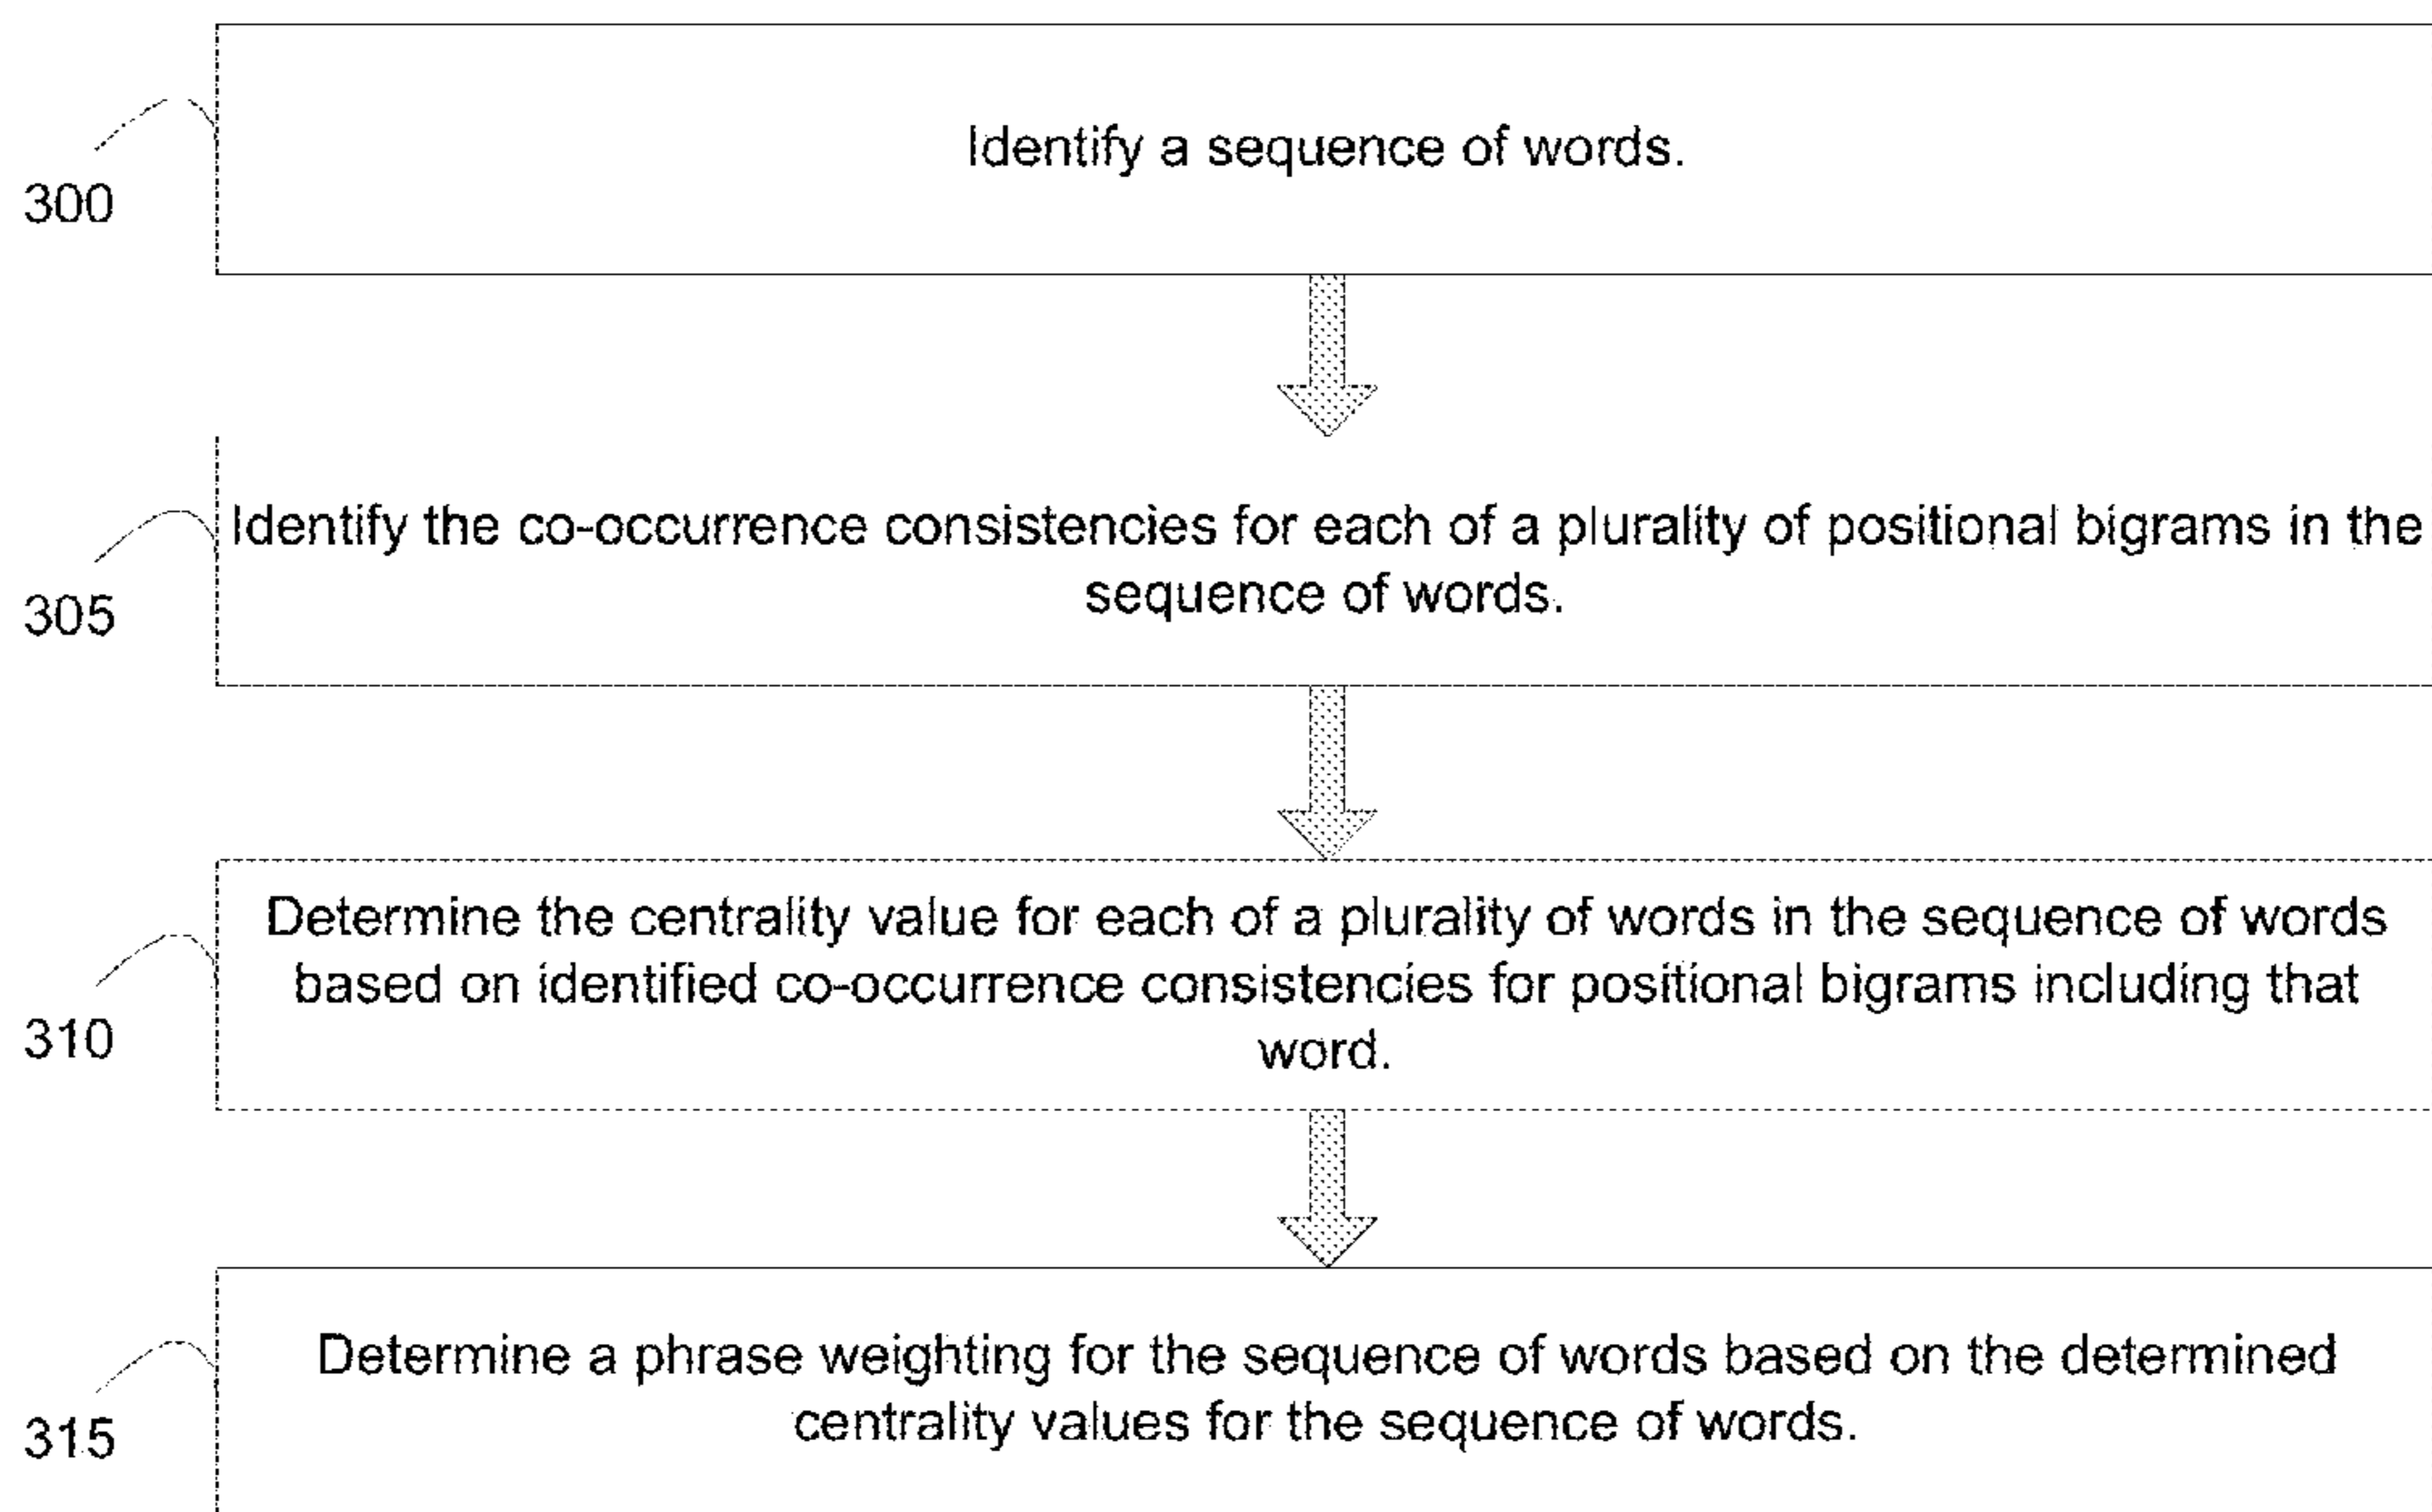 Identify a sequence of words.
300
Identify the co-occurrence consistencies for each of a plurality of positional bigrams in the
sequence of words.
305
Determine the centrality value for each of a plurality of words in the sequence of words
based on identified co-occurrence consistencies for positional bigrams including that
word.
310
Determine a phrase weighting for the sequence of words based on the determined
centrality values for the sequence of words.
315